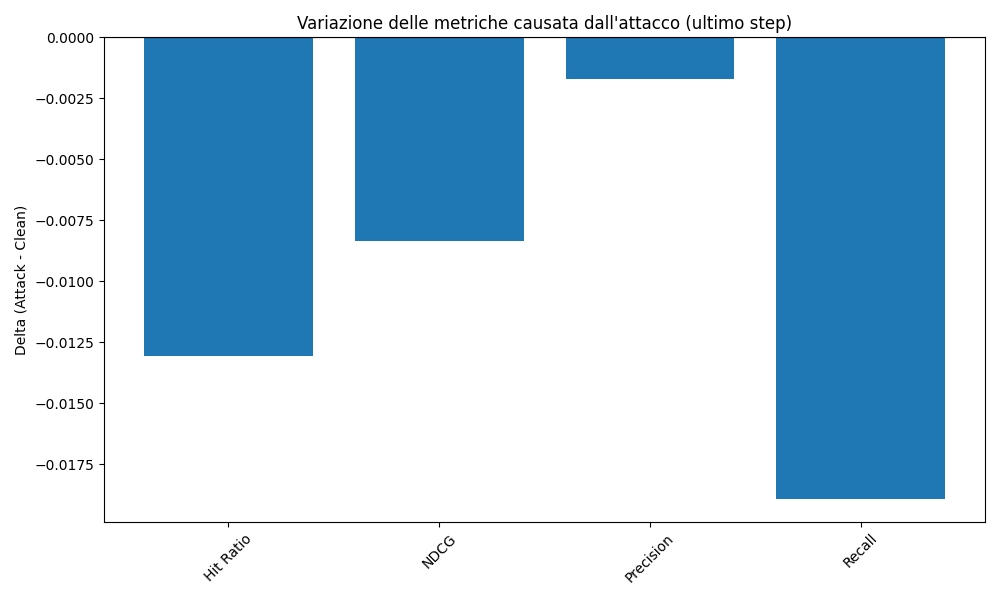 Variazione delle metriche causata dall'attacco (ultimo step)
Delta (Attack - Clean)
0.0000
−0.0025
−0.0050
−0.0075
−0.0100
−0.0125
−0.0150
−0.0175
Hit Ratio
NDCG
Precision
Recall